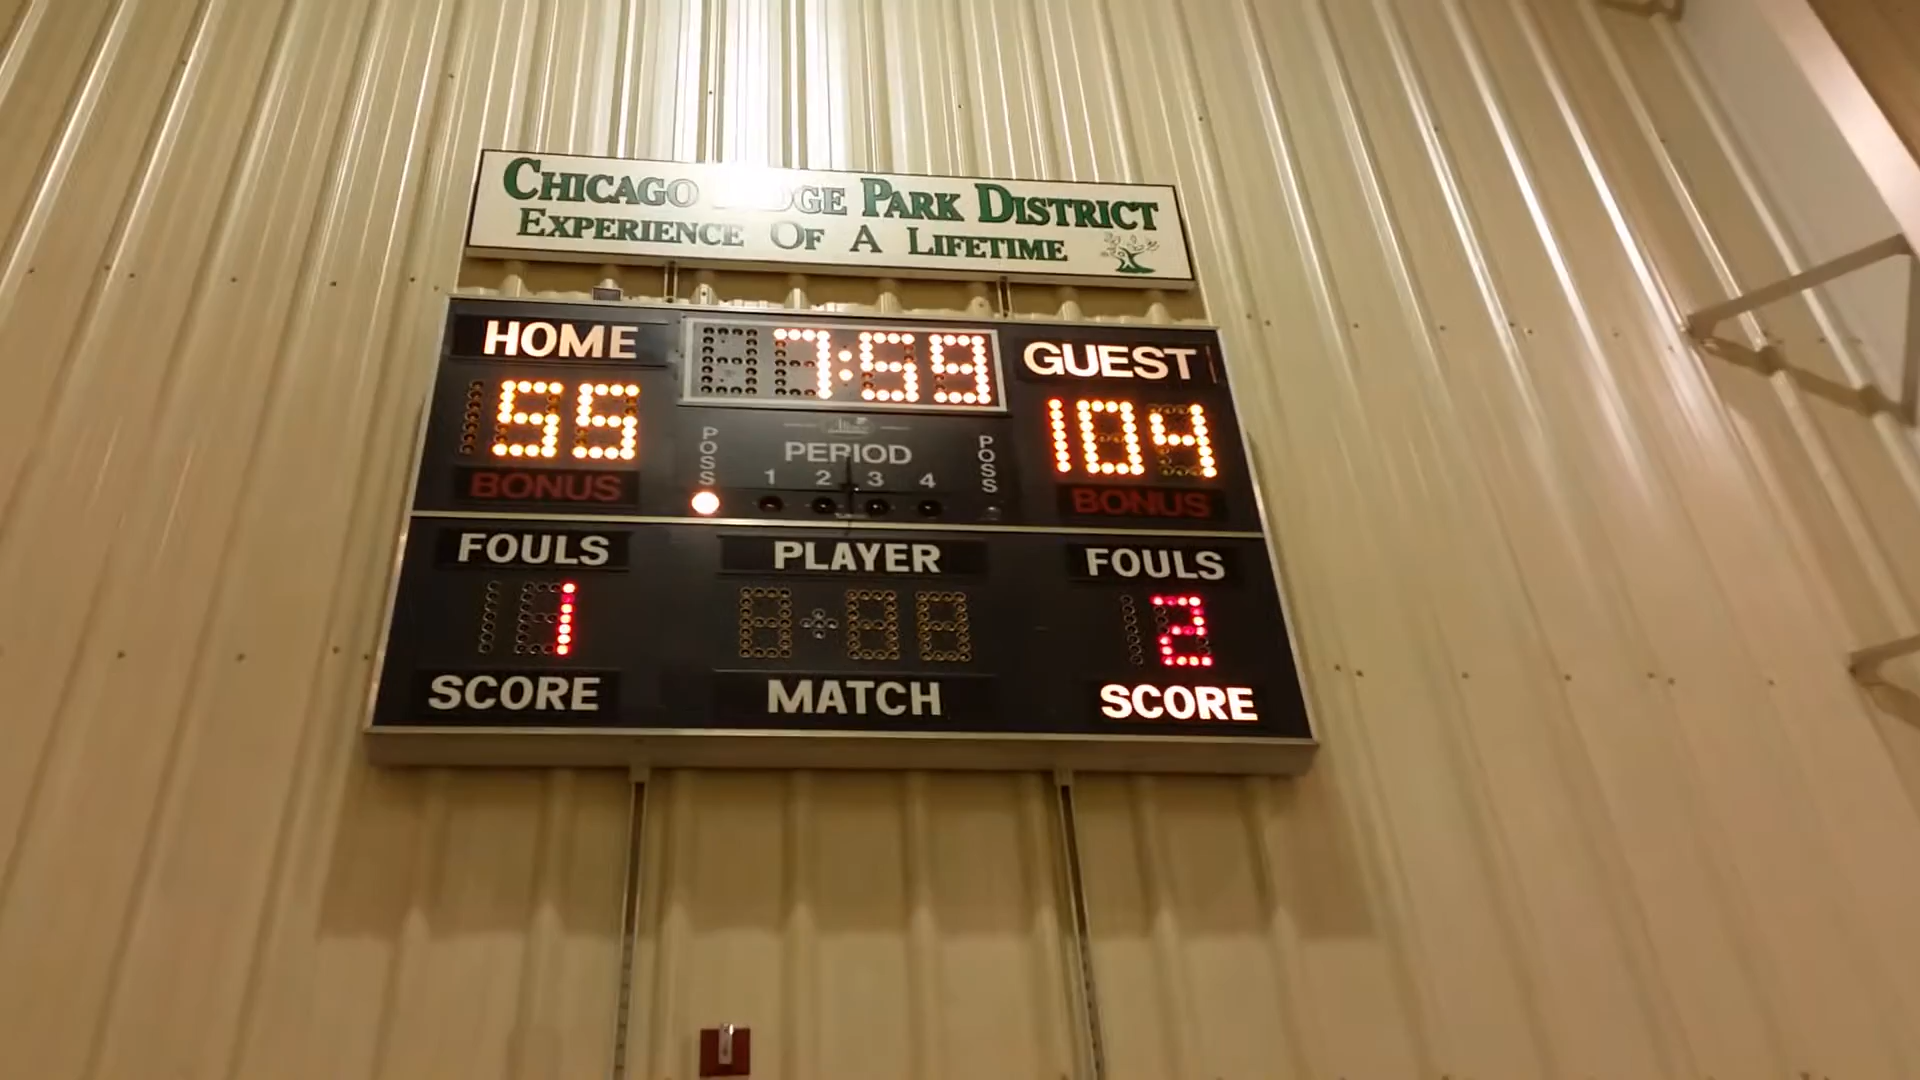 CHICAGO DGE PARK DISTRICT
EXPERIENCE OF A LIFETIME
HOME 7:59 GUEST
55 104
POSS PERIOD POSS
1 2 3 4
BONUS BONUS
FOULS PLAYER FOULS
1 2
SCORE MATCH SCORE